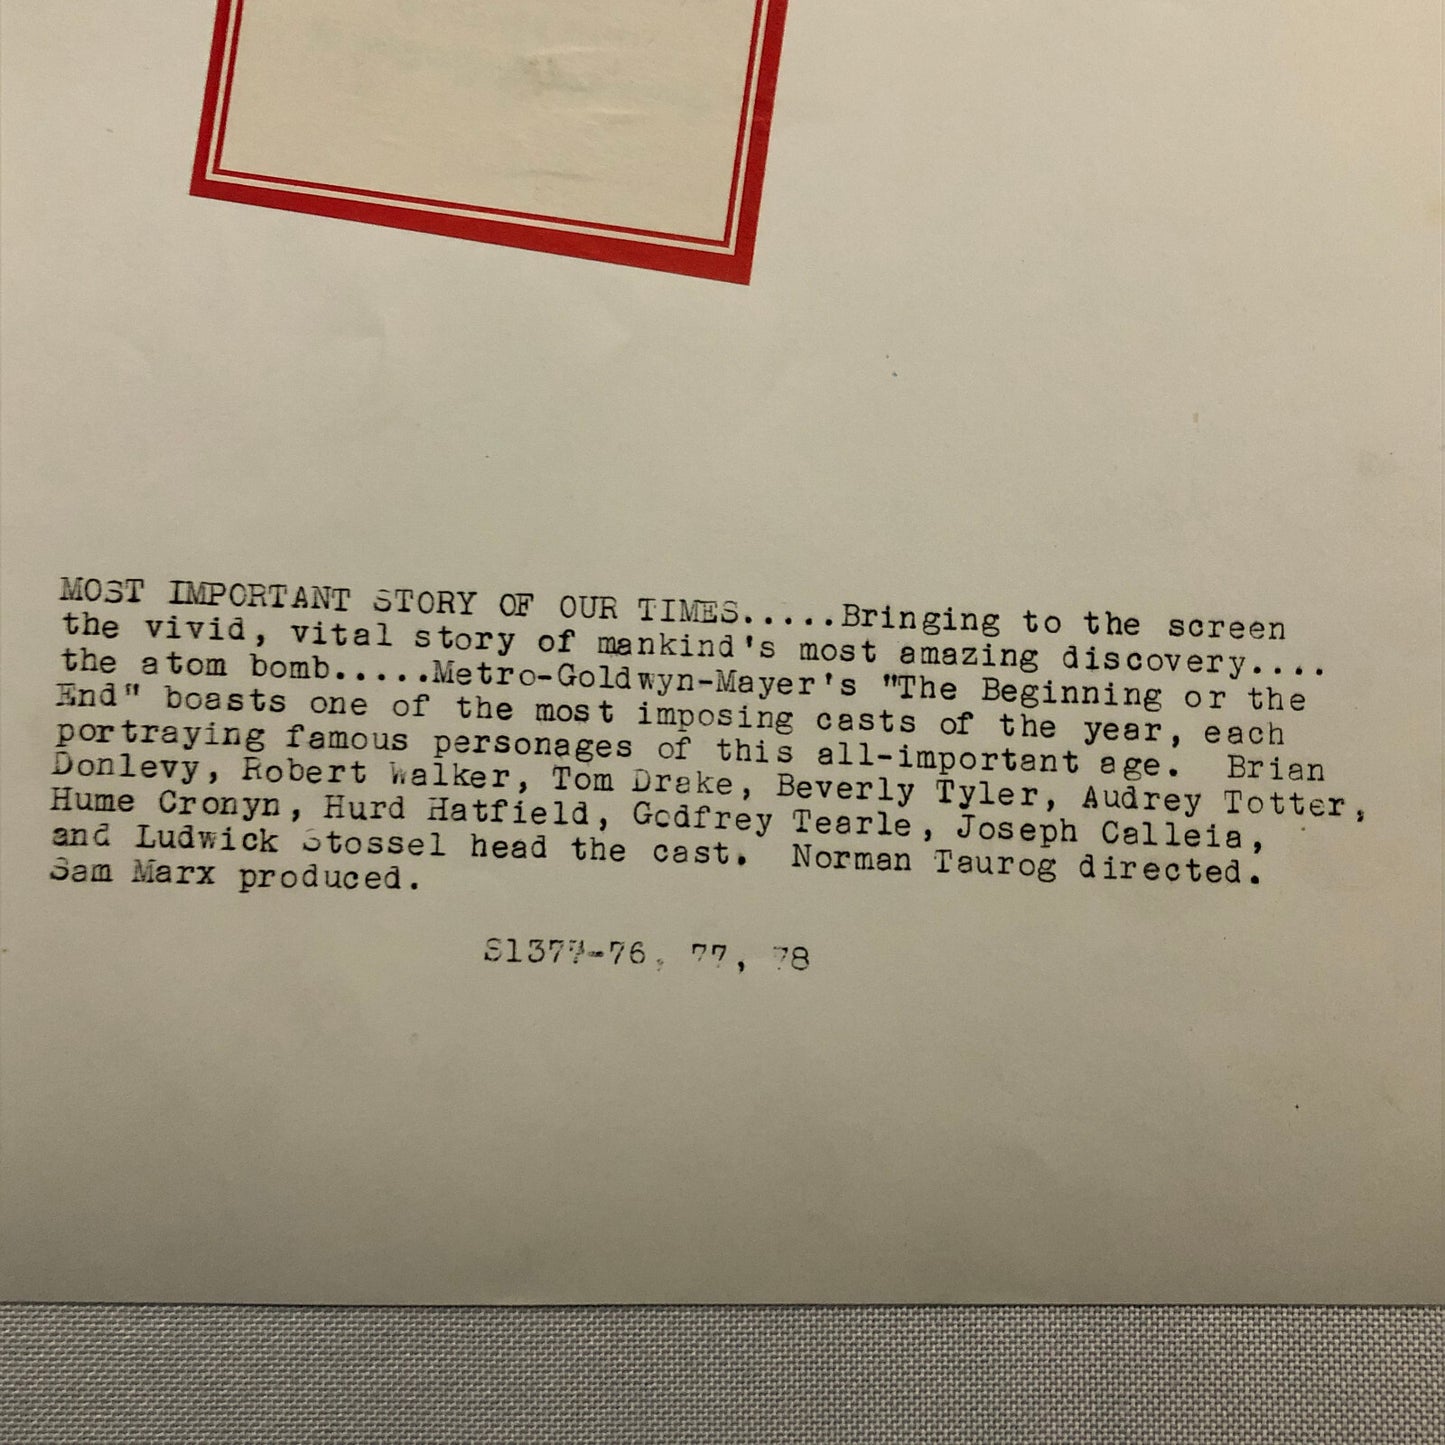 MOST IMPORTANT STORY OF OUR TIMES.....Bringing to the screen
the vivid, vital story of mankind's most amazing discovery....
the atom bomb.....Metro-Goldwyn-Mayer's "The Beginning or the
End" boasts one of the most imposing casts of the year, each
portraying famous personages of this all-important age.  Brian
Donlevy, Robert Walker, Tom Drake, Beverly Tyler, Audrey Totter,
Hume Cronyn, Hurd Hatfield, Godfrey Tearle, Joseph Calleia,
and Ludwick Stossel head the cast.  Norman Taurog directed.
Sam Marx produced.
S1377-76, 77, 78